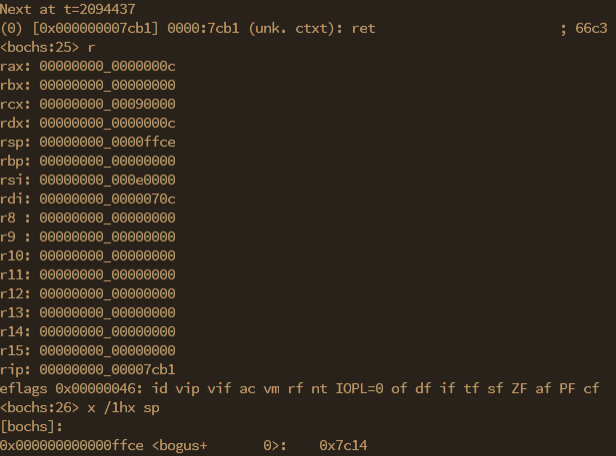 Next at t=2094437
(0) [0x000000007cb1] 0000:7cb1 (unk. ctxt): ret                       ; 66c3
<bochs:25> r
rax: 00000000_0000000c
rbx: 00000000_00000000
rcx: 00000000_00090000
rdx: 00000000_0000000c
rsp: 00000000_0000ffce
rbp: 00000000_00000000
rsi: 00000000_000e0000
rdi: 00000000_0000070c
r8 : 00000000_00000000
r9 : 00000000_00000000
r10: 00000000_00000000
r11: 00000000_00000000
r12: 00000000_00000000
r13: 00000000_00000000
r14: 00000000_00000000
r15: 00000000_00000000
rip: 00000000_00007cb1
eflags 0x00000046: id vip vif ac vm rf nt IOPL=0 of df if tf sf ZF af PF cf
<bochs:26> x /1hx sp
[bochs]:
0x000000000000ffce <bogus+       0>:    0x7c14